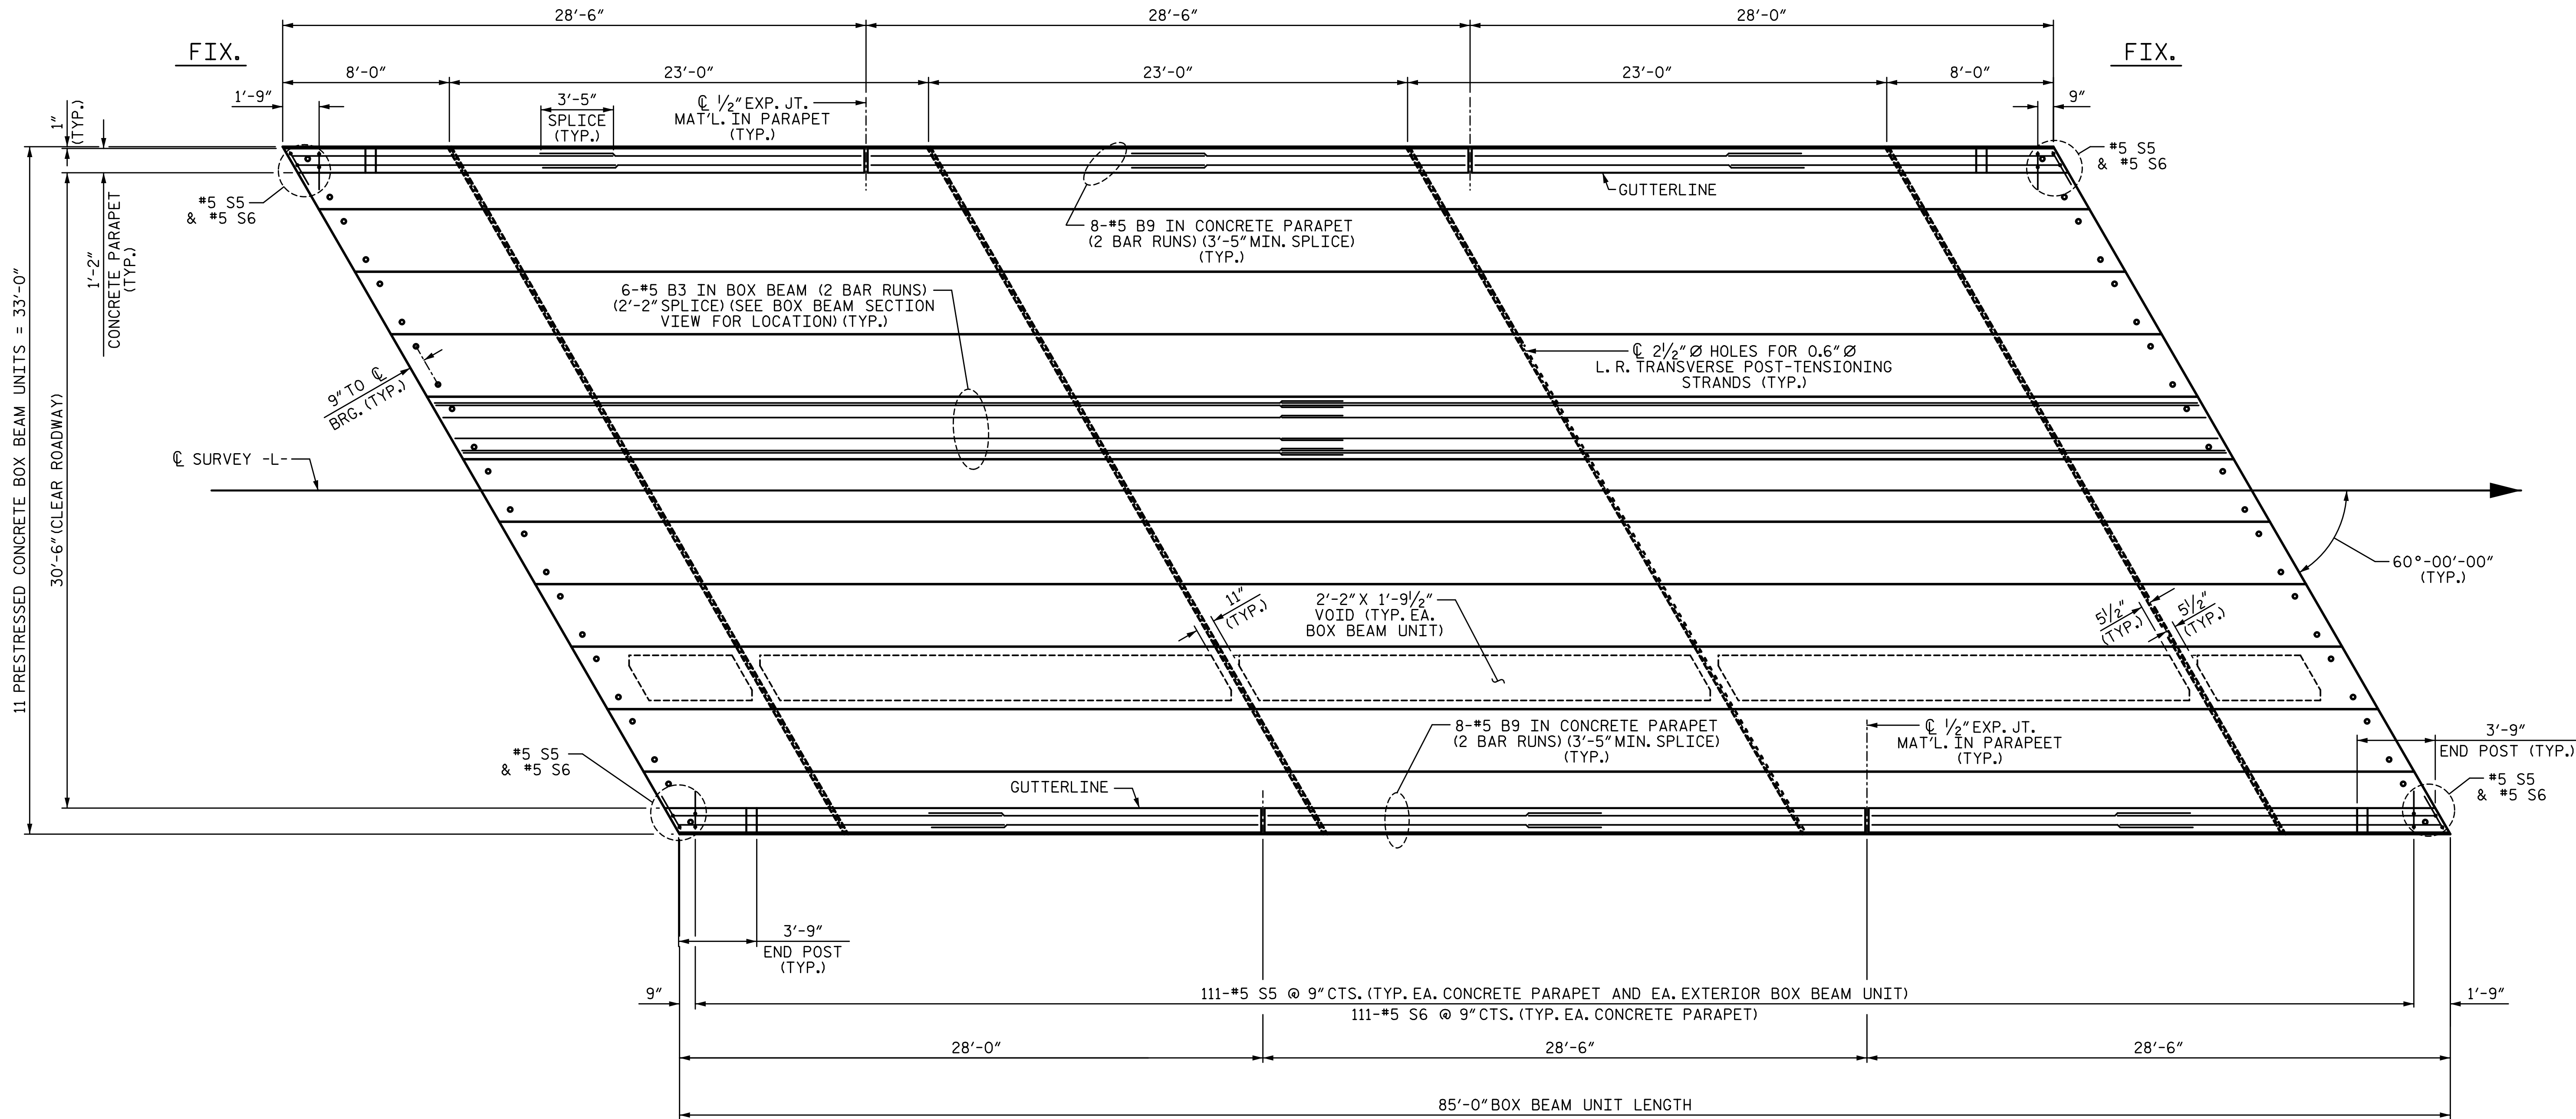 28'-6"
28'-6"
28'-0"
FIX.
FIX.
8'-0"
23'-0"
23'-0"
23'-0"
8'-0"
1'-9"
3'-5"
SPLICE
(TYP.)
℄ 1/2" EXP. JT.
MAT'L. IN PARAPET
(TYP.)
9"
1"
(TYP.)
#5 S5
& #5 S6
#5 S5
& #5 S6
GUTTERLINE
1'-2"
CONCRETE PARAPET
(TYP.)
8-#5 B9 IN CONCRETE PARAPET
(2 BAR RUNS) (3'-5" MIN. SPLICE)
(TYP.)
11 PRESTRESSED CONCRETE BOX BEAM UNITS = 33'-0"
30'-6" (CLEAR ROADWAY)
6-#5 B3 IN BOX BEAM (2 BAR RUNS)
(2'-2" SPLICE) (SEE BOX BEAM SECTION
VIEW FOR LOCATION) (TYP.)
℄ 2 1/2" Ø HOLES FOR 0.6" Ø
L. R. TRANSVERSE POST-TENSIONING
STRANDS (TYP.)
9" TO ℄
BRG. (TYP.)
℄ SURVEY -L-
60°-00'-00"
(TYP.)
11"
(TYP.)
2'-2" X 1'-9 1/2"
VOID (TYP. EA.
BOX BEAM UNIT)
5 1/2"
(TYP.)
5 1/2"
(TYP.)
8-#5 B9 IN CONCRETE PARAPET
(2 BAR RUNS) (3'-5" MIN. SPLICE)
(TYP.)
℄ 1/2" EXP. JT.
MAT'L. IN PARAPEET
(TYP.)
3'-9"
END POST (TYP.)
#5 S5
& #5 S6
#5 S5
& #5 S6
GUTTERLINE
3'-9"
END POST
(TYP.)
9"
111-#5 S5 @ 9" CTS. (TYP. EA. CONCRETE PARAPET AND EA. EXTERIOR BOX BEAM UNIT)
1'-9"
111-#5 S6 @ 9" CTS. (TYP. EA. CONCRETE PARAPET)
28'-0"
28'-6"
28'-6"
85'-0" BOX BEAM UNIT LENGTH